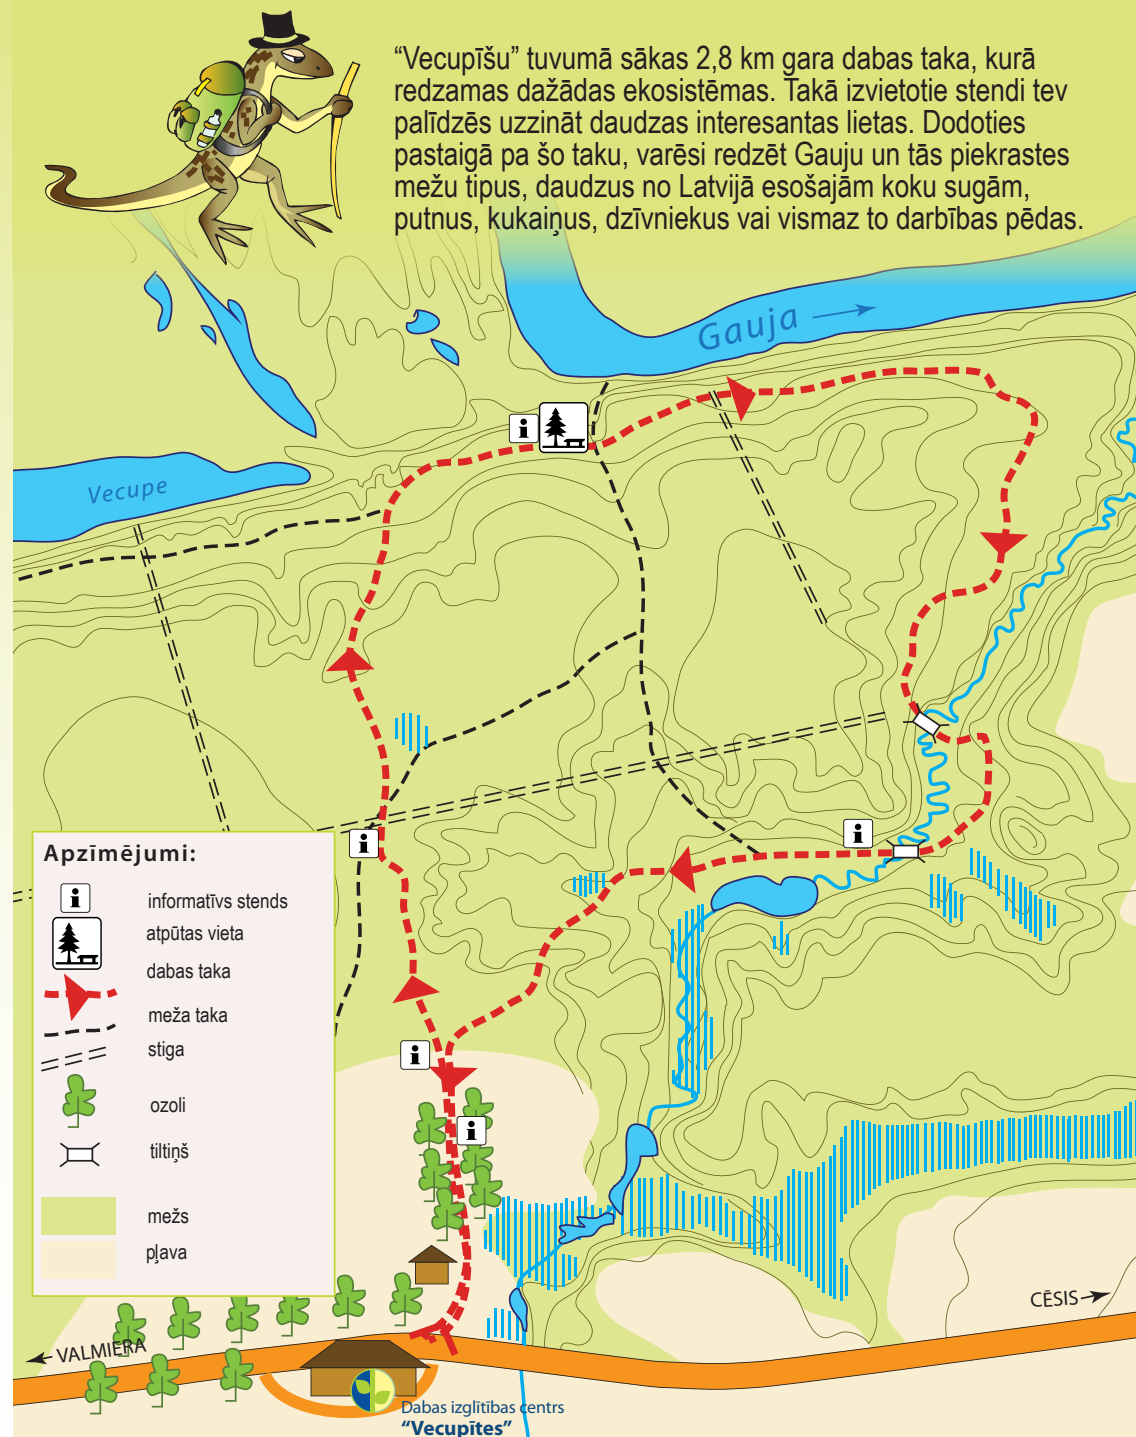 “Vecupīšu” tuvumā sākas 2,8 km gara dabas taka, kurā
redzamas dažādas ekosistēmas. Takā izvietotie stendi tev
palīdzēs uzzināt daudzas interesantas lietas. Dodoties
pastaigā pa šo taku, varēsi redzēt Gauju un tās piekrastes
mežu tipus, daudzus no Latvijā esošajām koku sugām,
putnus, kukaiņus, dzīvniekus vai vismaz to darbības pēdas.
Gauja
i
Vecupe
i
i
Apzīmējumi:
i informatīvs stends
atpūtas vieta
dabas taka
meža taka
stiga
ozoli
tiltiņš
mežs
pļava
i
i
CĒSIS
VALMIERA
Dabas izglītības centrs
“Vecupītes”